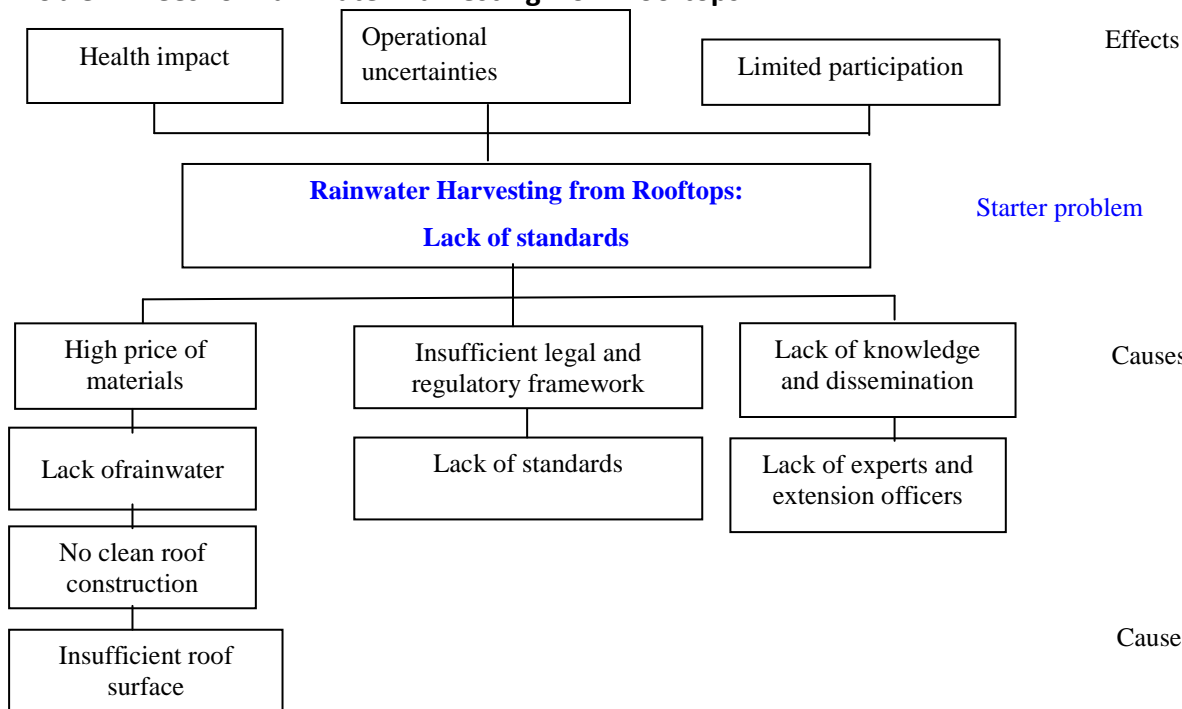 Health impact
Operational
uncertainties
Limited participation
Effects
Rainwater Harvesting from Rooftops:
Lack of standards
Starter problem
High price of
materials
Insufficient legal and
regulatory framework
Lack of knowledge
and dissemination
Causes
Lack ofrainwater
Lack of standards
Lack of experts and
extension officers
No clean roof
construction
Cause
Insufficient roof
surface